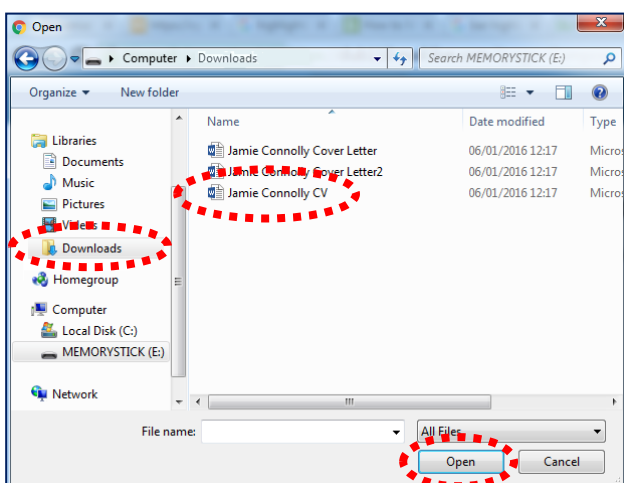 Open
Computer Downloads Search MEMORYSTICK (E:)
Organize New folder
Name Date modified Type
Libraries
Documents
Music
Pictures
Videos
Downloads
Homegroup
Computer
Local Disk (C:)
MEMORYSTICK (E:)
Network
Jamie Connolly Cover Letter 06/01/2016 12:17 Micros
Jamie Connolly Cover Letter2 06/01/2016 12:17 Micros
Jamie Connolly CV 06/01/2016 12:17 Micros
File name: All Files
Open Cancel